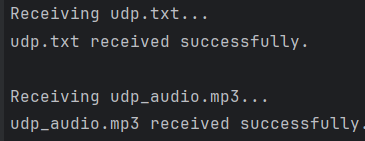 Receiving udp.txt...
udp.txt received successfully.
Receiving udp_audio.mp3...
udp_audio.mp3 received successfully.